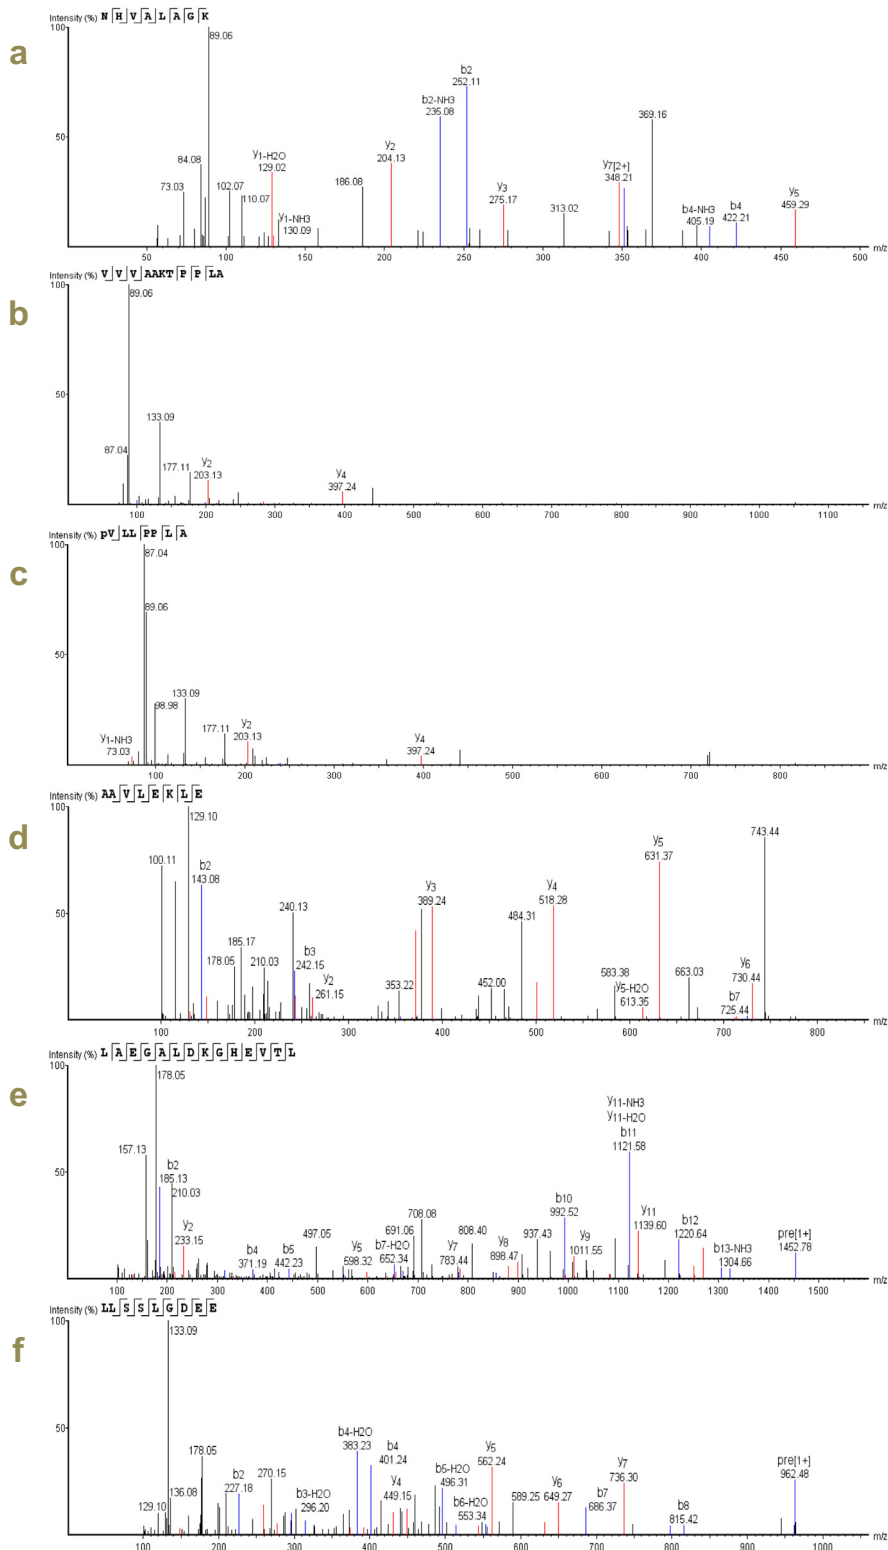 Intensity (%) N H V A L A G K
a
100
89.06
b2
252.11
b2-NH3
235.08
369.16
50
y2
204.13
y1-H2O
129.02
84.08
73.03
102.07
110.07
186.08
y7[2+]
348.21
y3
275.17
313.02
y5
459.29
y1-NH3
130.09
b4-NH3
405.19
b4
422.21
50 100 150 200 250 300 350 400 450 500 m/z
Intensity (%) V V V AAKT P P LA
b
100
89.06
50
133.09
87.04
177.11
y2
203.13
y4
397.24
100 200 300 400 500 600 700 800 900 1000 1100 m/z
Intensity (%) pV LL PP L A
c
100
87.04
89.06
50
98.98
133.09
177.11
y2
203.13
y1-NH3
73.03
y4
397.24
100 200 300 400 500 600 700 800 m/z
Intensity (%) AA V L E K L E
d
100
129.10
100.11
b2
143.08
743.44
y5
631.37
y3
389.24
y4
518.28
50
240.13
484.31
185.17
178.05
210.03
b3
242.15
y2
261.15
353.22
452.00
583.38
y5-H2O
613.35
663.03
y6
730.44
b7
725.44
100 200 300 400 500 600 700 800 m/z
Intensity (%) L A E G A L D K G H E V T L
e
100
178.05
y11-NH3
y11-H2O
b11
1121.58
157.13
50
b2
185.13
210.03
y2
233.15
b4
371.19
b5
442.23
497.05
y5
598.32
b7-H2O
652.34
691.06
708.08
y7
783.44
808.40
y8
898.47
937.43
b10
992.52
y9
1011.55
y11
1139.60
b12
1220.64
b13-NH3
1304.66
pre[1+]
1452.78
100 200 300 400 500 600 700 800 900 1000 1100 1200 1300 1400 1500 m/z
Intensity (%) LL S S L G D E E
f
100
133.09
50
178.05
129.10
136.08
b2
227.18
270.15
b3-H2O
296.20
b4-H2O
383.23
b4
401.24
y4
449.15
b5-H2O
496.31
b6-H2O
553.34
y5
562.24
589.25
y6
649.27
b7
686.37
y7
736.30
b8
815.42
pre[1+]
962.48
100 200 300 400 500 600 700 800 900 1000 m/z